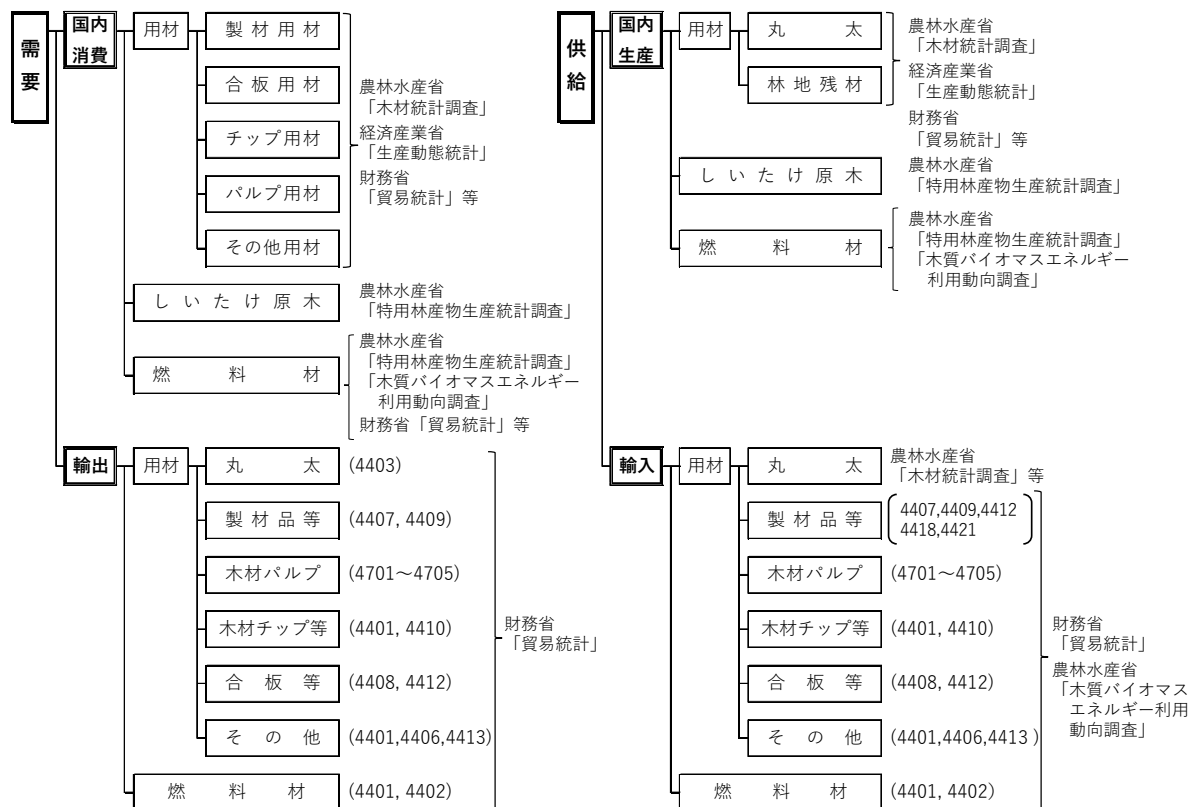 需要
国内
消費
用材
製材用材
合板用材
チップ用材
パルプ用材
その他用材
農林水産省
「木材統計調査」
経済産業省
「生産動態統計」
財務省
「貿易統計」等
しいたけ原木
農林水産省
「特用林産物生産統計調査」
燃料材
農林水産省
「特用林産物生産統計調査」
「木質バイオマスエネルギー
利用動向調査」
財務省「貿易統計」等
輸出
用材
丸太
(4403)
製材品等
(4407, 4409)
木材パルプ
(4701～4705)
木材チップ等
(4401, 4410)
合板等
(4408, 4412)
その他
(4401,4406,4413)
燃料材
(4401, 4402)
財務省
「貿易統計」
供給
国内
生産
用材
丸太
林地残材
農林水産省
「木材統計調査」
経済産業省
「生産動態統計」
財務省
「貿易統計」等
しいたけ原木
農林水産省
「特用林産物生産統計調査」
燃料材
農林水産省
「特用林産物生産統計調査」
「木質バイオマスエネルギー
利用動向調査」
輸入
用材
丸太
農林水産省
「木材統計調査」等
製材品等
4407,4409,4412
4418,4421
木材パルプ
(4701～4705)
木材チップ等
(4401, 4410)
合板等
(4408, 4412)
その他
(4401,4406,4413 )
燃料材
(4401, 4402)
財務省
「貿易統計」
農林水産省
「木質バイオマス
エネルギー利用
動向調査」